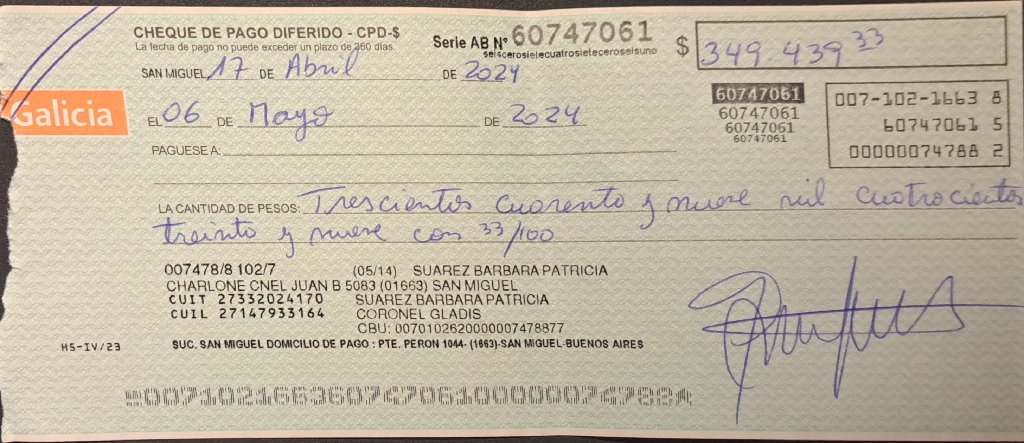 CHEQUE DE PAGO DIFERIDO - CPD-$
La fecha de pago no puede exceder un plazo de 360 días.
Serie AB Nº 60747061
seiscerosietecuatrosieteceroseisuno
$ 349.439 33
SAN MIGUEL, 17 DE Abril DE 2024
Galicia
EL 06 DE Mayo DE 2024
60747061
60747061
60747061
60747061
007-102-1663 8
60747061 5
00000074788 2
PAGUESE A:
LA CANTIDAD DE PESOS: Trescientos cuarenta y nueve mil cuatrocientos
treinta y nueve con 33/100
007478/8 102/7 (05/14) SUAREZ BARBARA PATRICIA
CHARLONE CNEL JUAN B 5083 (01663) SAN MIGUEL
CUIT 27332024170 SUAREZ BARBARA PATRICIA
CUIL 27147933164 CORONEL GLADIS
CBU: 0070102620000007478877
HS-IV/23
SUC. SAN MIGUEL DOMICILIO DE PAGO : PTE. PERON 1044- (1663)-SAN MIGUEL-BUENOS AIRES
00710216636074706100000074788